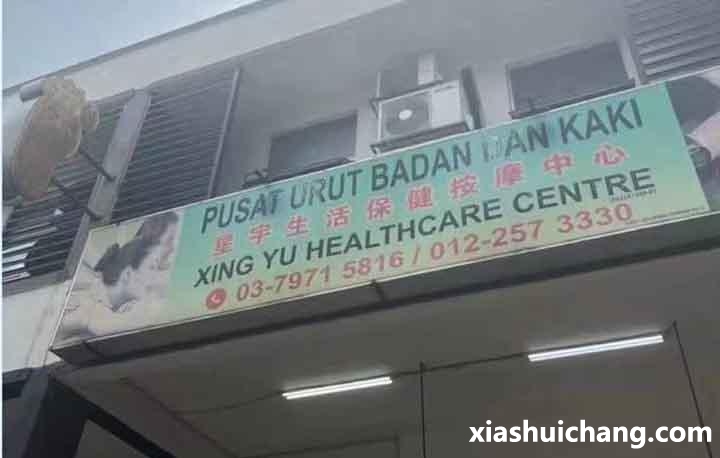 PUSAT URUT BADAN DAN KAKI
星宇生活保健按摩中心
XING YU HEALTHCARE CENTRE
03-7971 5816 / 012-257 3330
xiashuichang.com